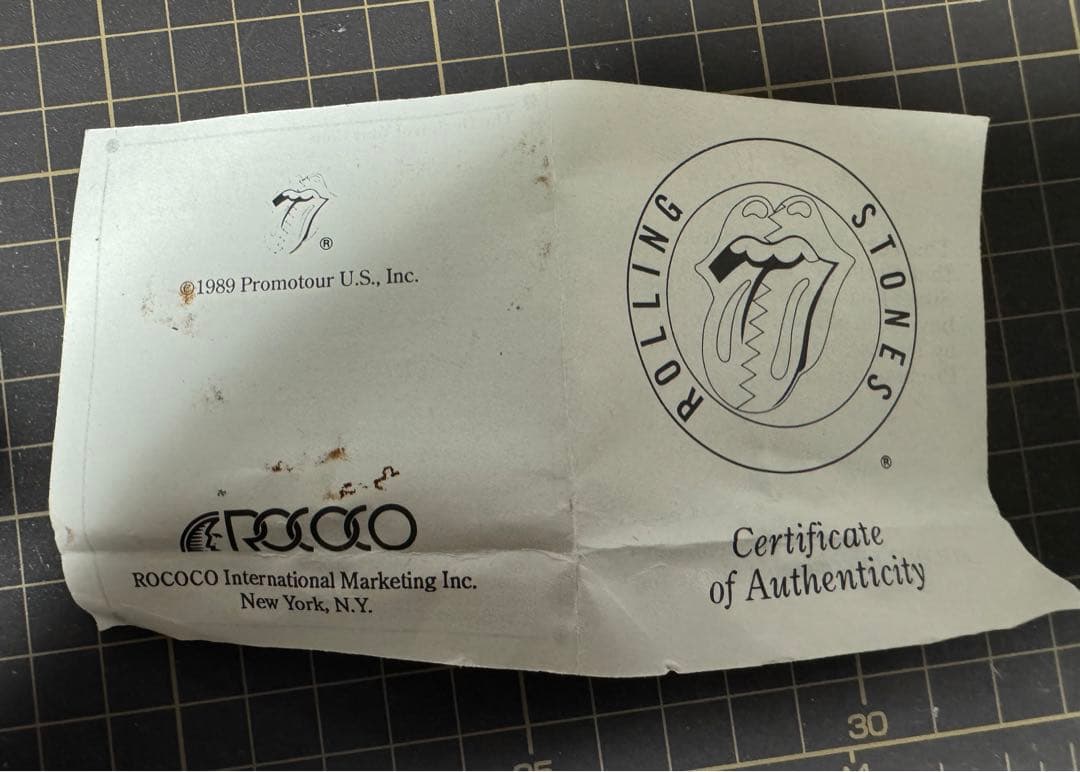 ®
©1989 Promotour U.S., Inc.
ROCOCO
ROCOCO International Marketing Inc.
New York, N.Y.
ROLLING STONES
®
Certificate
of Authenticity
30